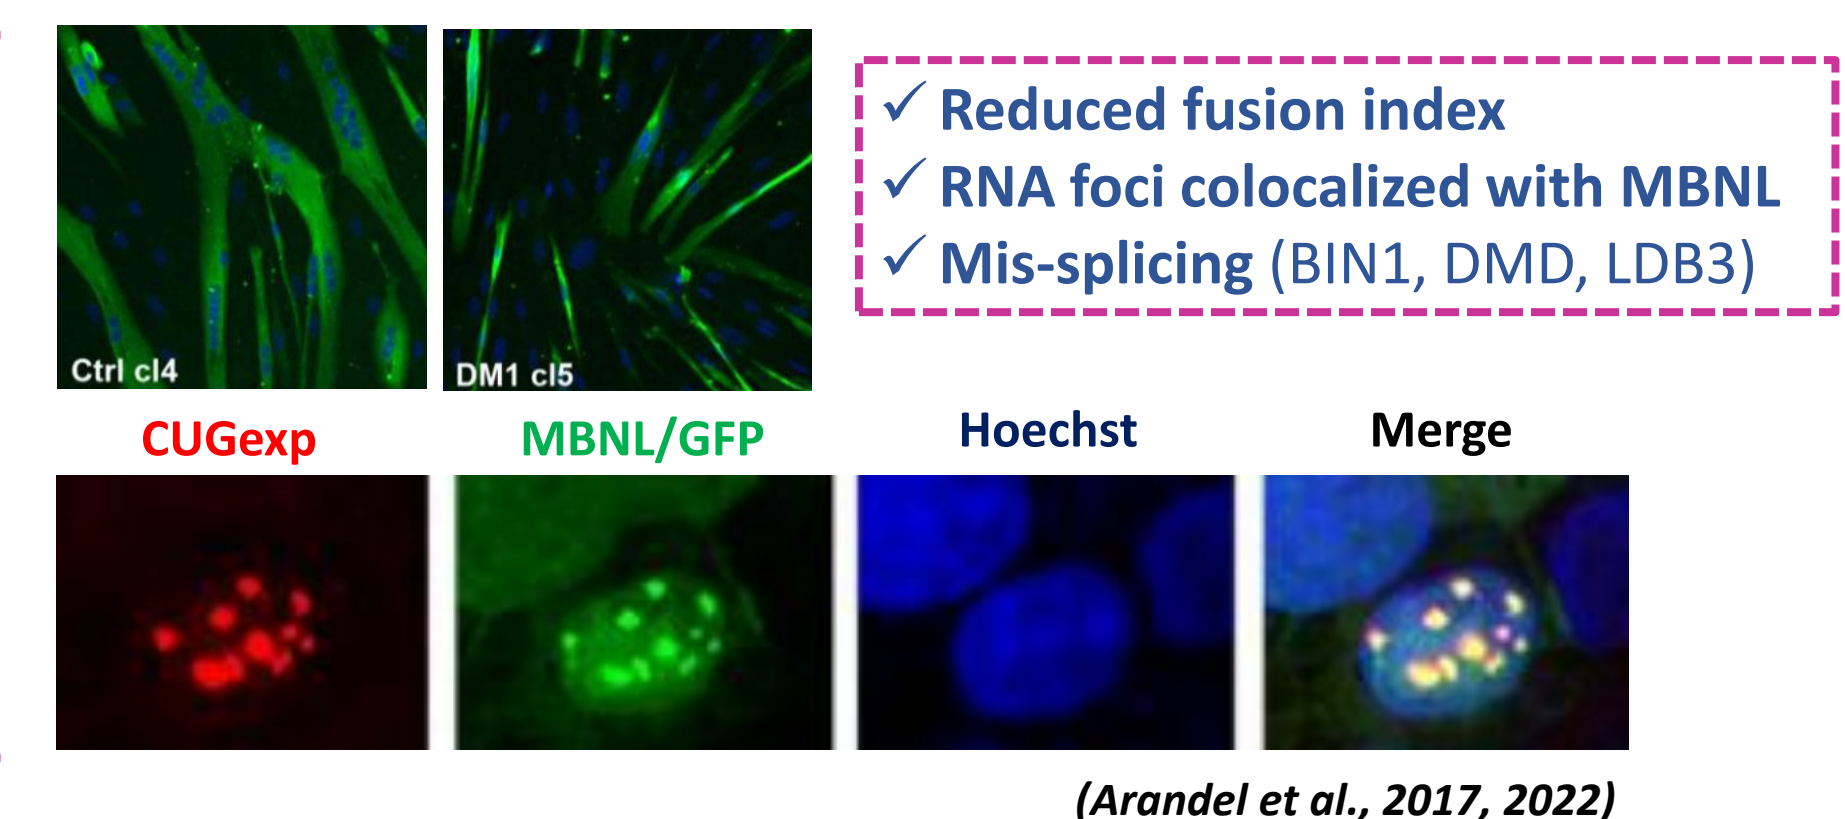 Ctrl cl4
DM1 cl5
✓ Reduced fusion index
✓ RNA foci colocalized with MBNL
✓ Mis-splicing (BIN1, DMD, LDB3)
CUGexp
MBNL/GFP
Hoechst
Merge
(Arandel et al., 2017, 2022)